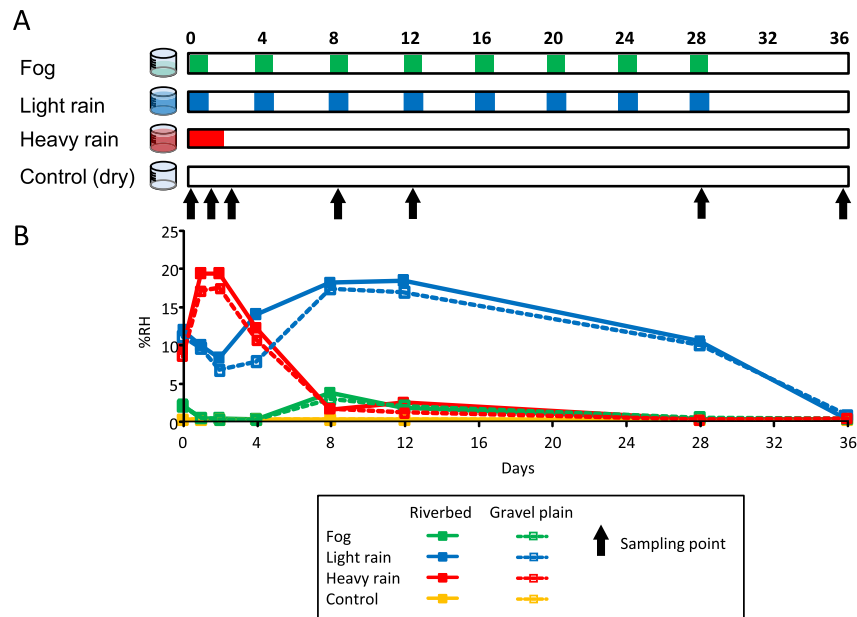 A
0 4 8 12 16 20 24 28 32 36
Fog
Light rain
Heavy rain
Control (dry)
B
25
20
15
10
5
0
%RH
0 4 8 12 16 20 24 28 32 36
Days
Riverbed Gravel plain
Fog
Light rain
Heavy rain
Control
Sampling point